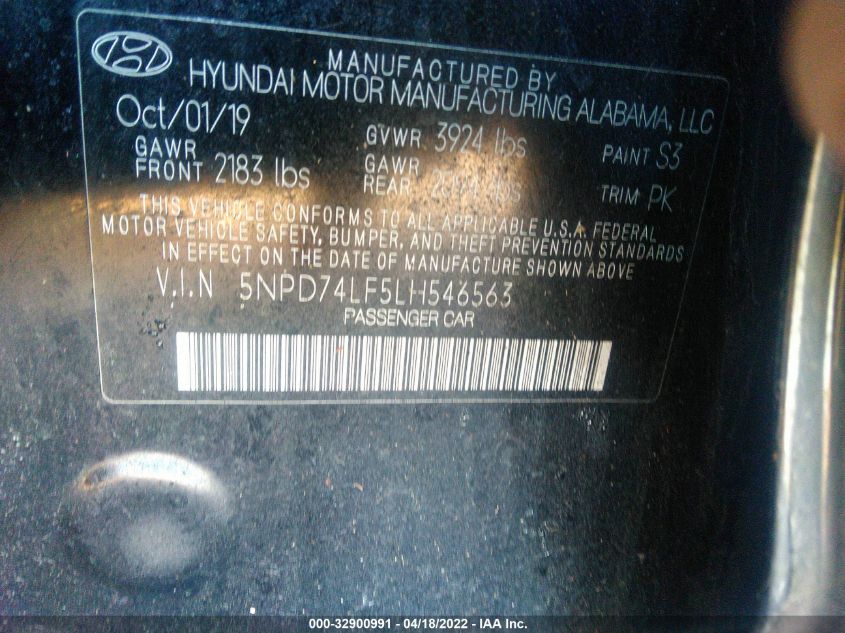 MANUFACTURED BY
HYUNDAI MOTOR MANUFACTURING ALABAMA, LLC
Oct/01/19 GVWR 3924 lbs PAINT S3
GAWR FRONT 2183 lbs GAWR REAR lbs TRIM PK
THIS VEHICLE CONFORMS TO ALL APPLICABLE U.S.A. FEDERAL
MOTOR VEHICLE SAFETY, BUMPER, AND THEFT PREVENTION STANDARDS
IN EFFECT ON THE DATE OF MANUFACTURE SHOWN ABOVE
V.I.N 5NPD74LF5LH546563
PASSENGER CAR
000-32900991 - 04/18/2022 - IAA Inc.